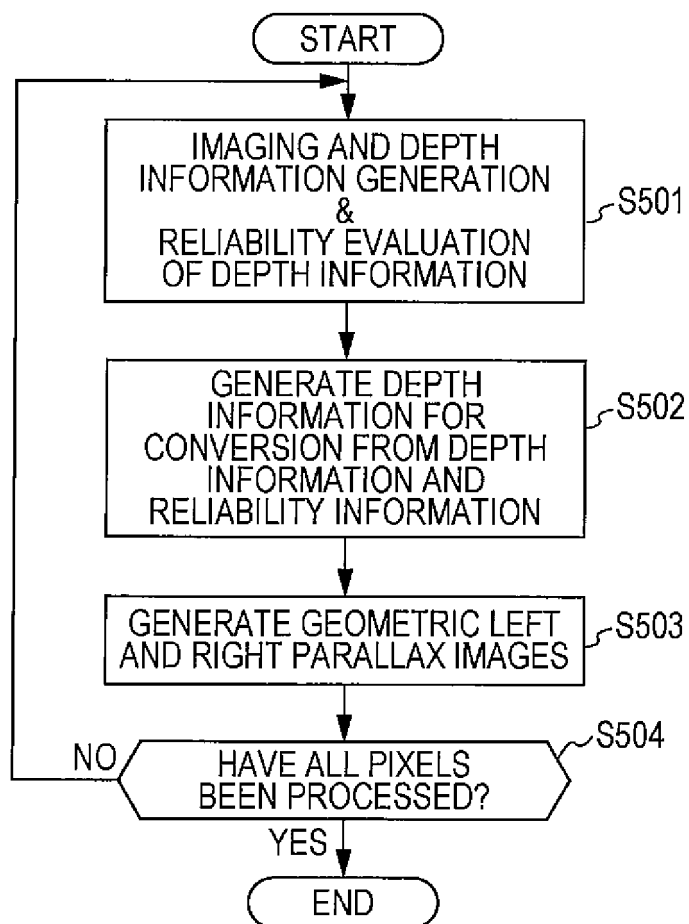 START
IMAGING AND DEPTH
INFORMATION GENERATION
&
RELIABILITY EVALUATION
OF DEPTH INFORMATION
S501
GENERATE DEPTH
INFORMATION FOR
CONVERSION FROM DEPTH
INFORMATION AND
RELIABILITY INFORMATION
S502
GENERATE GEOMETRIC LEFT
AND RIGHT PARALLAX IMAGES
S503
HAVE ALL PIXELS
BEEN PROCESSED?
S504
NO
YES
END